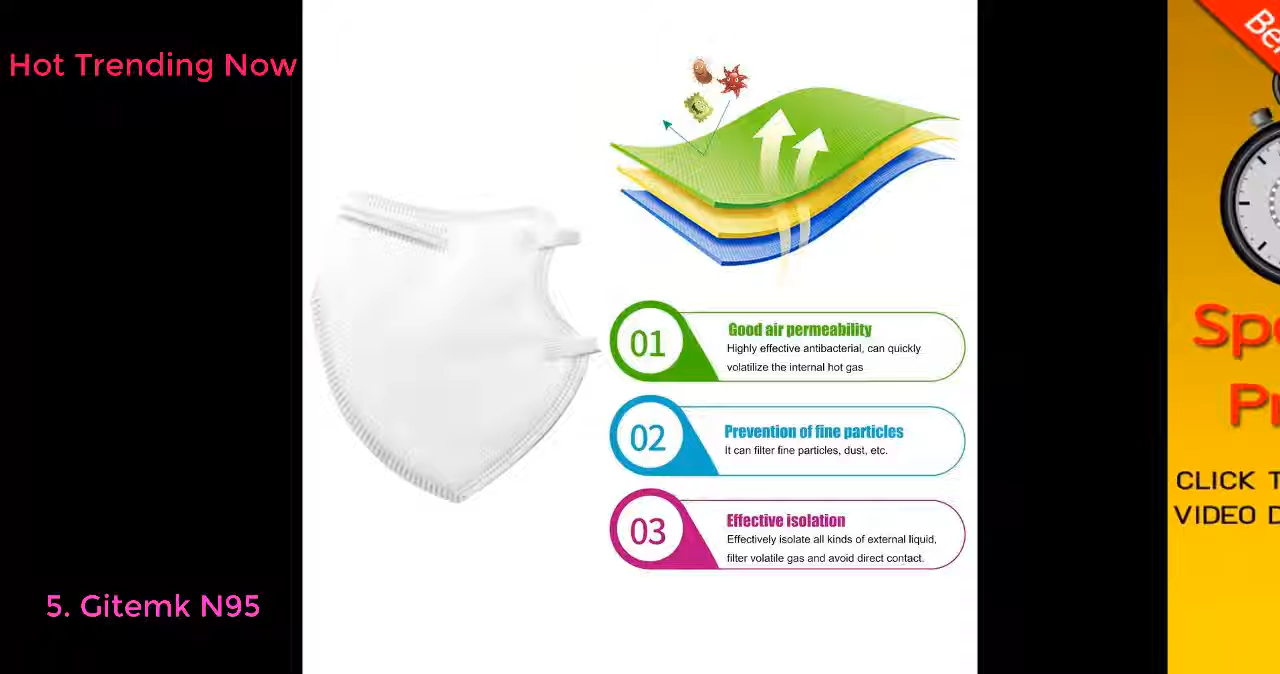 Hot Trending Now
01
Good air permeability
Highly effective antibacterial, can quickly
volatilize the internal hot gas
02
Prevention of fine particles
It can filter fine particles, dust, etc.
03
Effective isolation
Effectively isolate all kinds of external liquid,
filter volatile gas and avoid direct contact.
5. Gitemk N95
CLICK
VIDEO